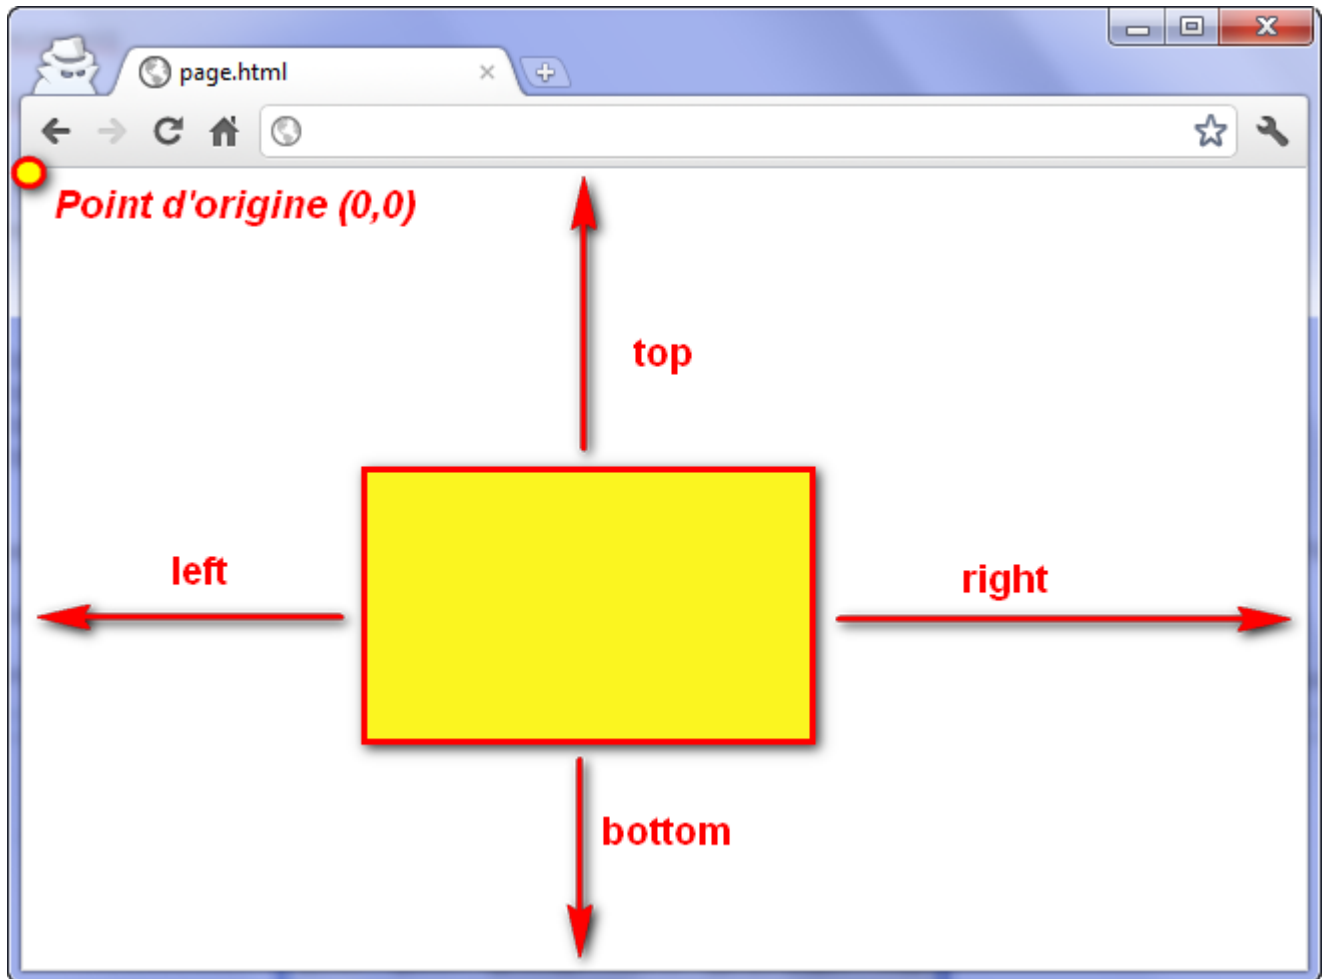 page.html
Point d'origine (0,0)
top
left
right
bottom